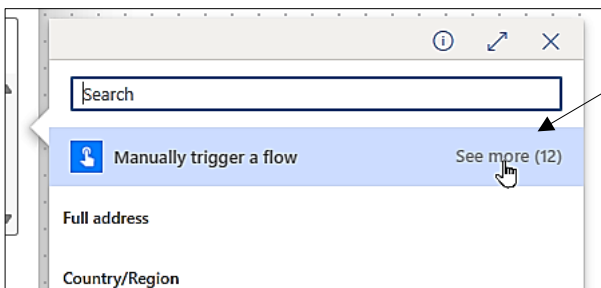 Search
Manually trigger a flow See more (12)
Full address
Country/Region